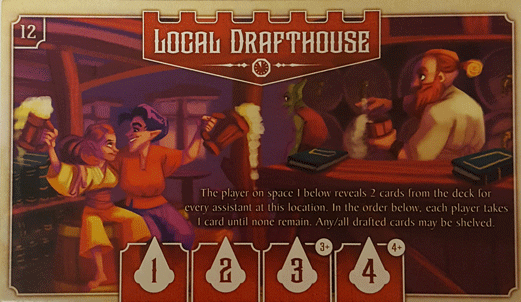 12
LOCAL DRAFTHOUSE
The player on space 1 below reveals 2 cards from the deck for
every assistant at this location. In the order below, each player takes
1 card until none remain. Any/all drafted cards may be shelved.
3+ 4+
1 2 3 4